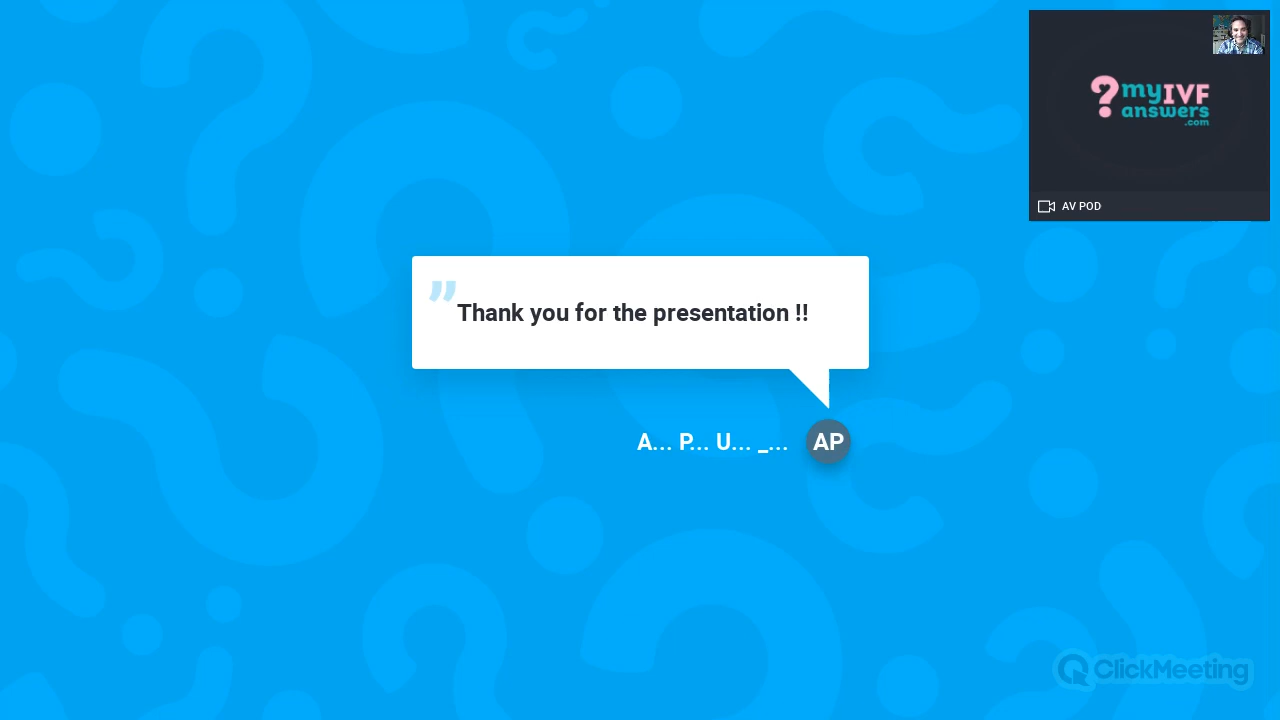 myIVF
answers
.com
AV POD
Thank you for the presentation !!
A... P... U... _...
AP
ClickMeeting